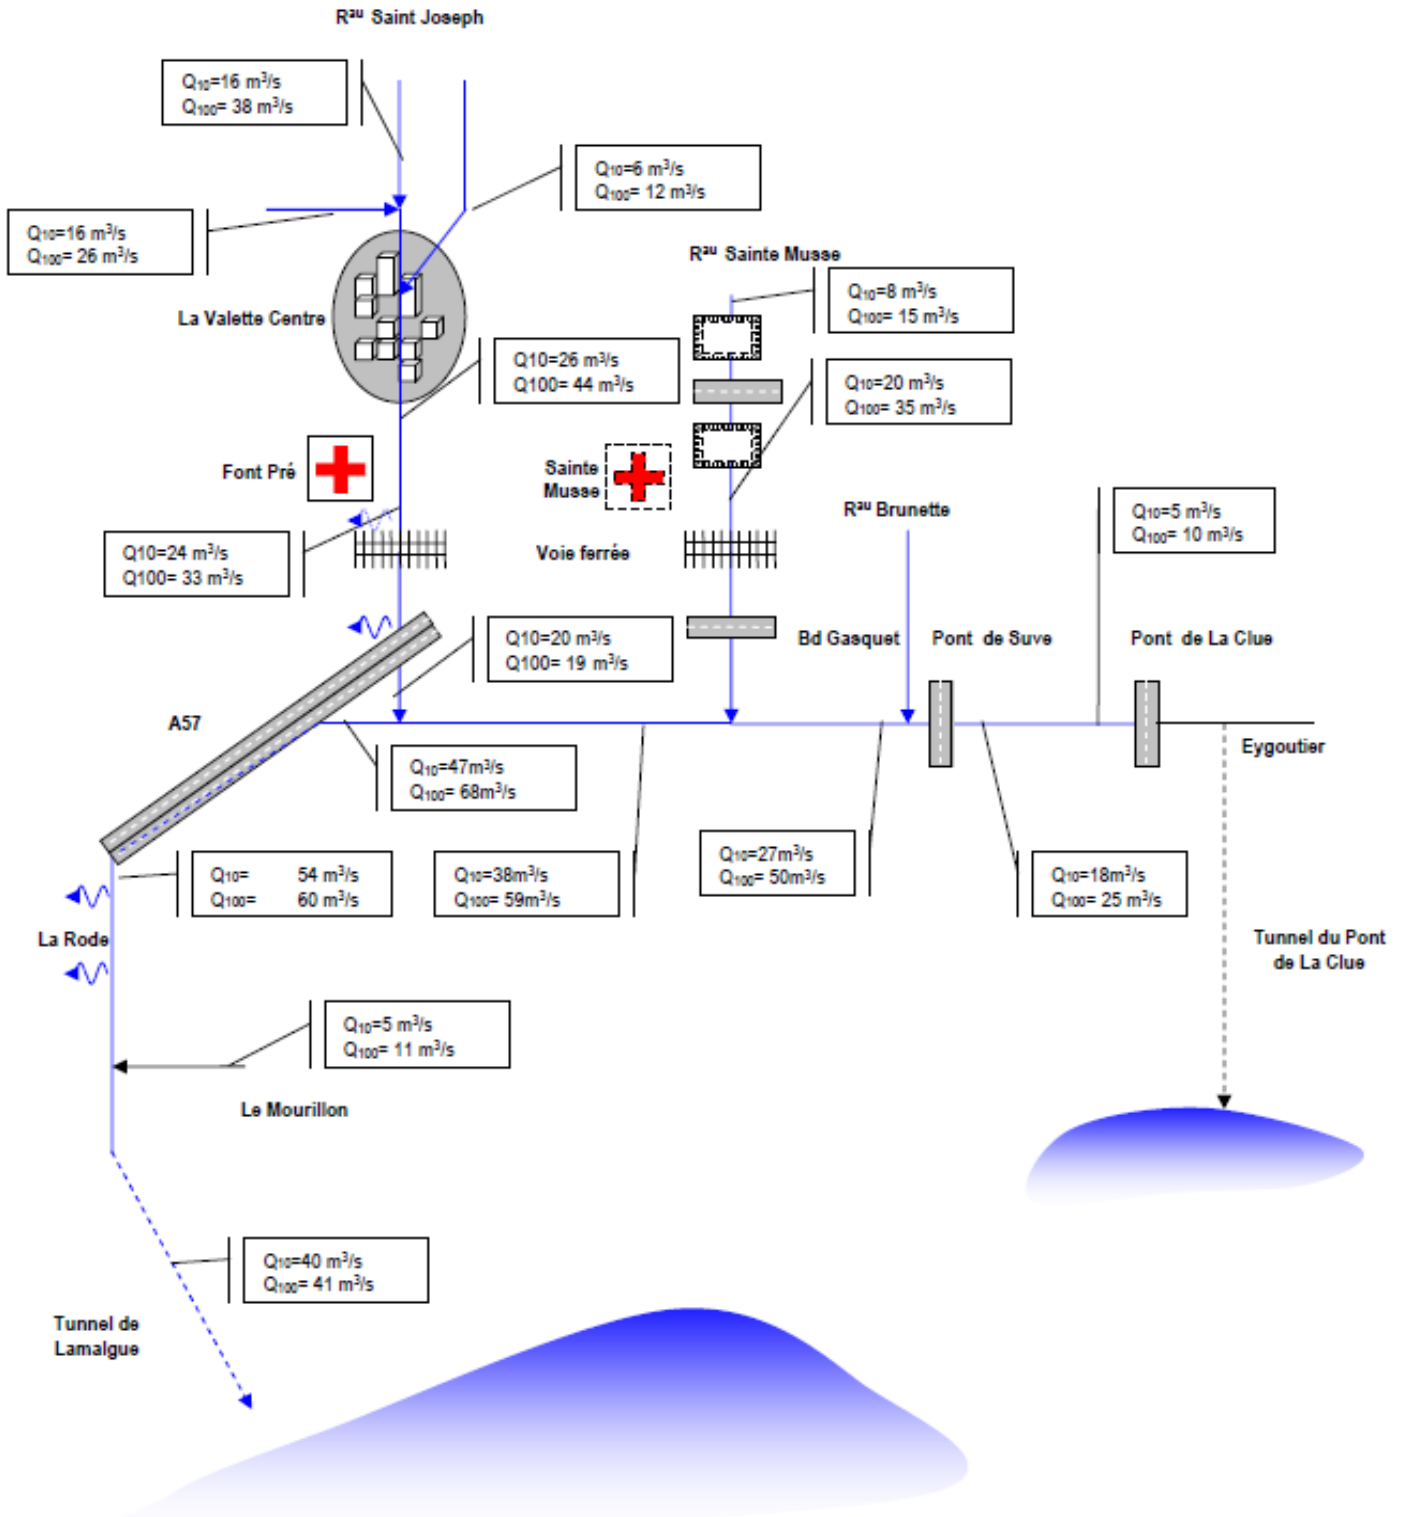 Rau Saint Joseph
Q10=16 m³/s
Q100= 38 m³/s
Q10=6 m³/s
Q100= 12 m³/s
Q10=16 m³/s
Q100= 26 m³/s
Rau Sainte Musse
Q10=8 m³/s
Q100= 15 m³/s
La Valette Centre
Q10=26 m³/s
Q100= 44 m³/s
Q10=20 m³/s
Q100= 35 m³/s
Font Pré
Sainte
Musse
Rau Brunette
Q10=5 m³/s
Q100= 10 m³/s
Q10=24 m³/s
Q100= 33 m³/s
Voie ferrée
Q10=20 m³/s
Q100= 19 m³/s
Bd Gasquet
Pont de Suve
Pont de La Clue
A57
Eygoutier
Q10=47m³/s
Q100= 68m³/s
Q10= 54 m³/s
Q100= 60 m³/s
Q10=38m³/s
Q100= 59m³/s
Q10=27m³/s
Q100= 50m³/s
Q10=18m³/s
Q100= 25 m³/s
La Rode
Tunnel du Pont
de La Clue
Q10=5 m³/s
Q100= 11 m³/s
Le Mourillon
Q10=40 m³/s
Q100= 41 m³/s
Tunnel de
Lamalgue